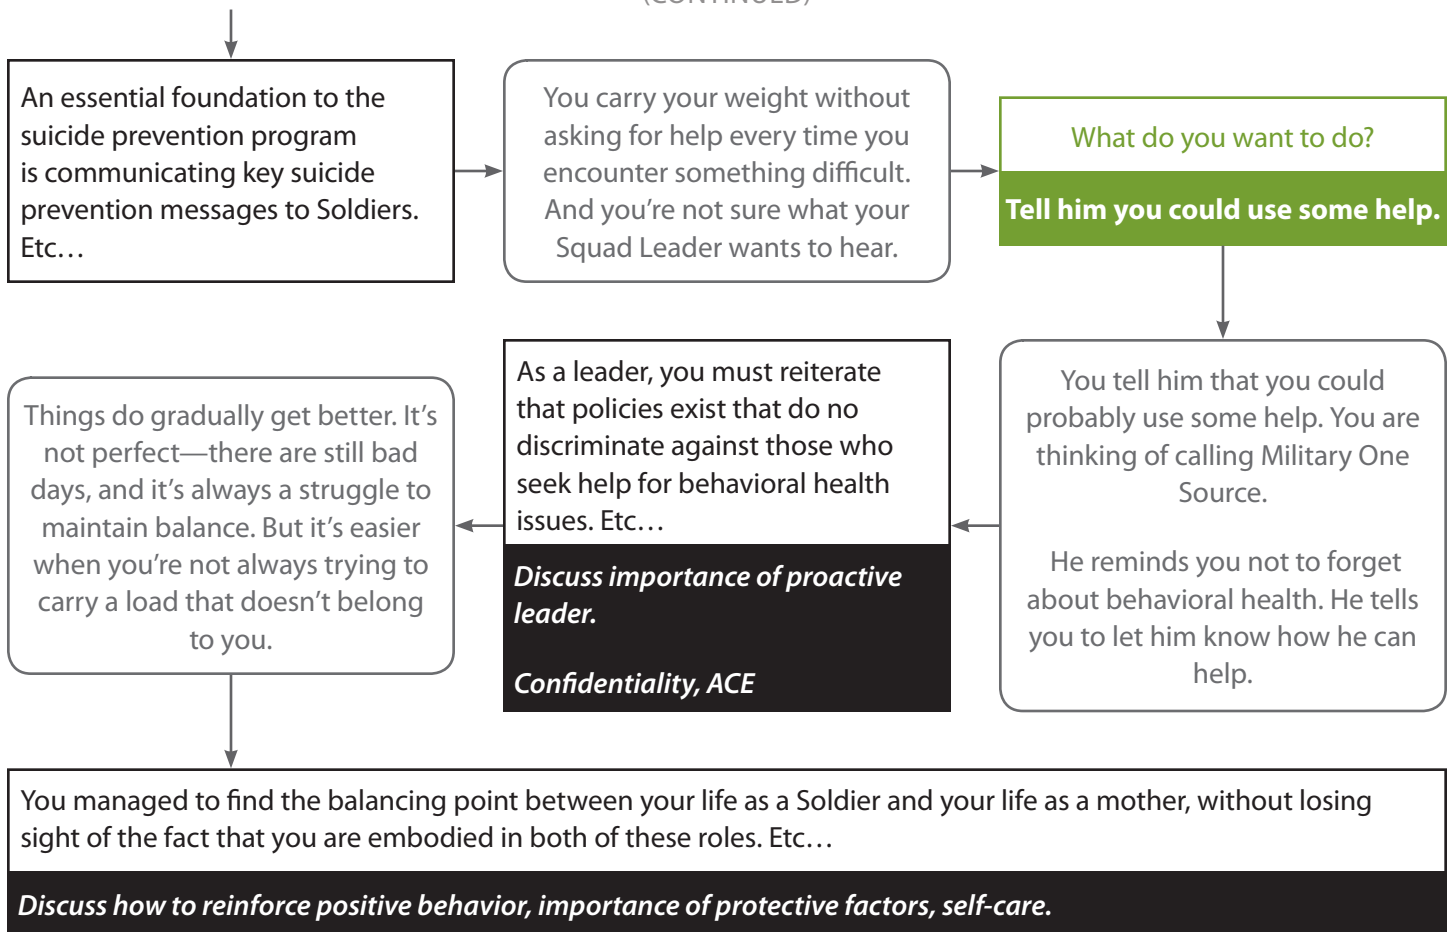 (CONTINUED)
An essential foundation to the
suicide prevention program
is communicating key suicide
prevention messages to Soldiers.
Etc…
You carry your weight without
asking for help every time you
encounter something difficult.
And you’re not sure what your
Squad Leader wants to hear.
What do you want to do?
Tell him you could use some help.
You tell him that you could
probably use some help. You are
thinking of calling Military One
Source.
He reminds you not to forget
about behavioral health. He tells
you to let him know how he can
help.
As a leader, you must reiterate
that policies exist that do no
discriminate against those who
seek help for behavioral health
issues. Etc…
Discuss importance of proactive
leader.
Confidentiality, ACE
Things do gradually get better. It’s
not perfect—there are still bad
days, and it’s always a struggle to
maintain balance. But it’s easier
when you’re not always trying to
carry a load that doesn’t belong
to you.
You managed to find the balancing point between your life as a Soldier and your life as a mother, without losing
sight of the fact that you are embodied in both of these roles. Etc…
Discuss how to reinforce positive behavior, importance of protective factors, self-care.